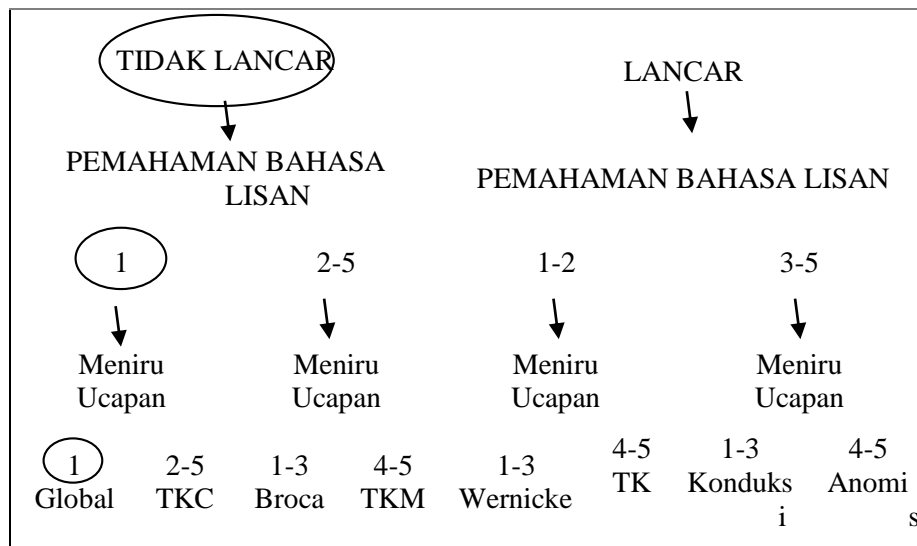 TIDAK LANCAR
LANCAR
PEMAHAMAN BAHASA
LISAN
PEMAHAMAN BAHASA LISAN
1 2-5 1-2 3-5
Meniru Meniru Meniru Meniru
Ucapan Ucapan Ucapan Ucapan
1 2-5 1-3 4-5 1-3 4-5 1-3 4-5
Global TKC Broca TKM Wernicke TK Konduks Anomi
i s